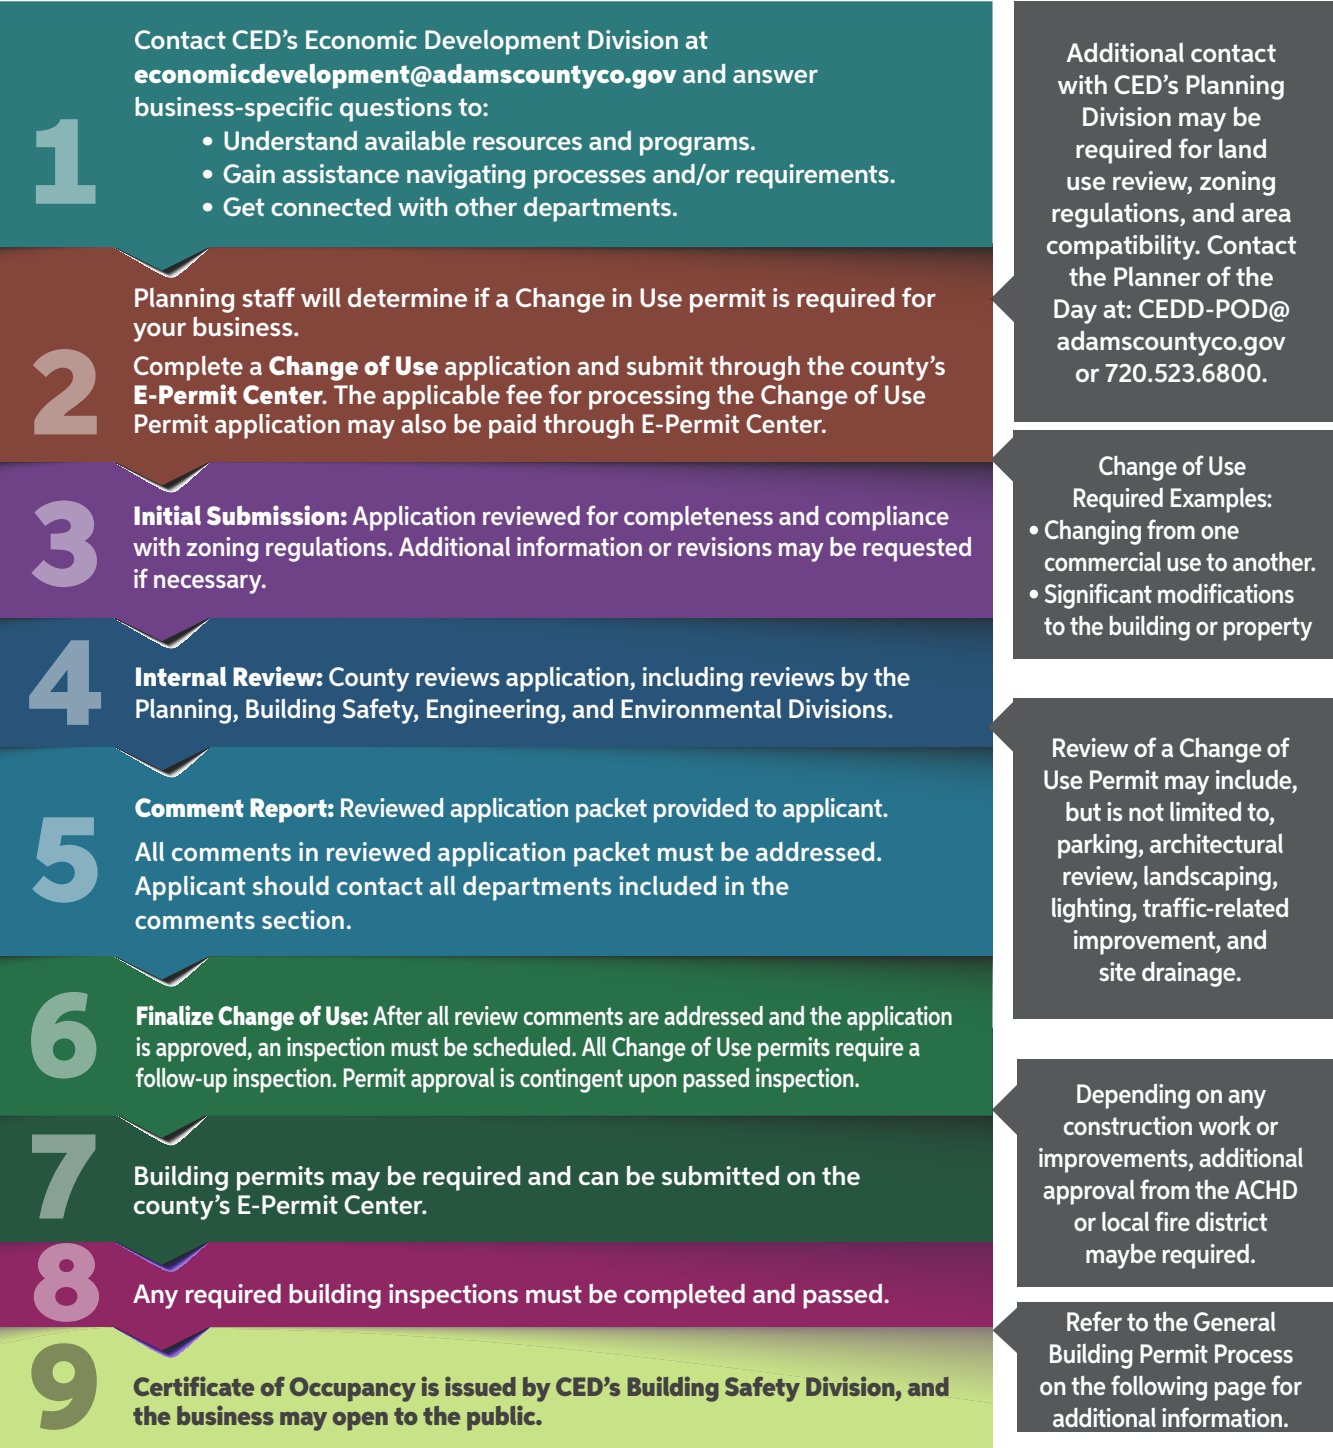 1
Contact CED’s Economic Development Division at
economicdevelopment@adamscountyco.gov and answer
business-specific questions to:
• Understand available resources and programs.
• Gain assistance navigating processes and/or requirements.
• Get connected with other departments.
Additional contact
with CED’s Planning
Division may be
required for land
use review, zoning
regulations, and area
compatibility. Contact
the Planner of the
Day at: CEDD-POD@
adamscountyco.gov
or 720.523.6800.
2
Planning staff will determine if a Change in Use permit is required for
your business.
Complete a Change of Use application and submit through the county’s
E-Permit Center. The applicable fee for processing the Change of Use
Permit application may also be paid through E-Permit Center.
Change of Use
Required Examples:
• Changing from one
commercial use to another.
• Significant modifications
to the building or property
3
Initial Submission: Application reviewed for completeness and compliance
with zoning regulations. Additional information or revisions may be requested
if necessary.
4
Internal Review: County reviews application, including reviews by the
Planning, Building Safety, Engineering, and Environmental Divisions.
Review of a Change of
Use Permit may include,
but is not limited to,
parking, architectural
review, landscaping,
lighting, traffic-related
improvement, and
site drainage.
5
Comment Report: Reviewed application packet provided to applicant.
All comments in reviewed application packet must be addressed.
Applicant should contact all departments included in the
comments section.
6
Finalize Change of Use: After all review comments are addressed and the application
is approved, an inspection must be scheduled. All Change of Use permits require a
follow-up inspection. Permit approval is contingent upon passed inspection.
Depending on any
construction work or
improvements, additional
approval from the ACHD
or local fire district
maybe required.
7
Building permits may be required and can be submitted on the
county’s E-Permit Center.
8
Any required building inspections must be completed and passed.
9
Certificate of Occupancy is issued by CED’s Building Safety Division, and
the business may open to the public.
Refer to the General
Building Permit Process
on the following page for
additional information.